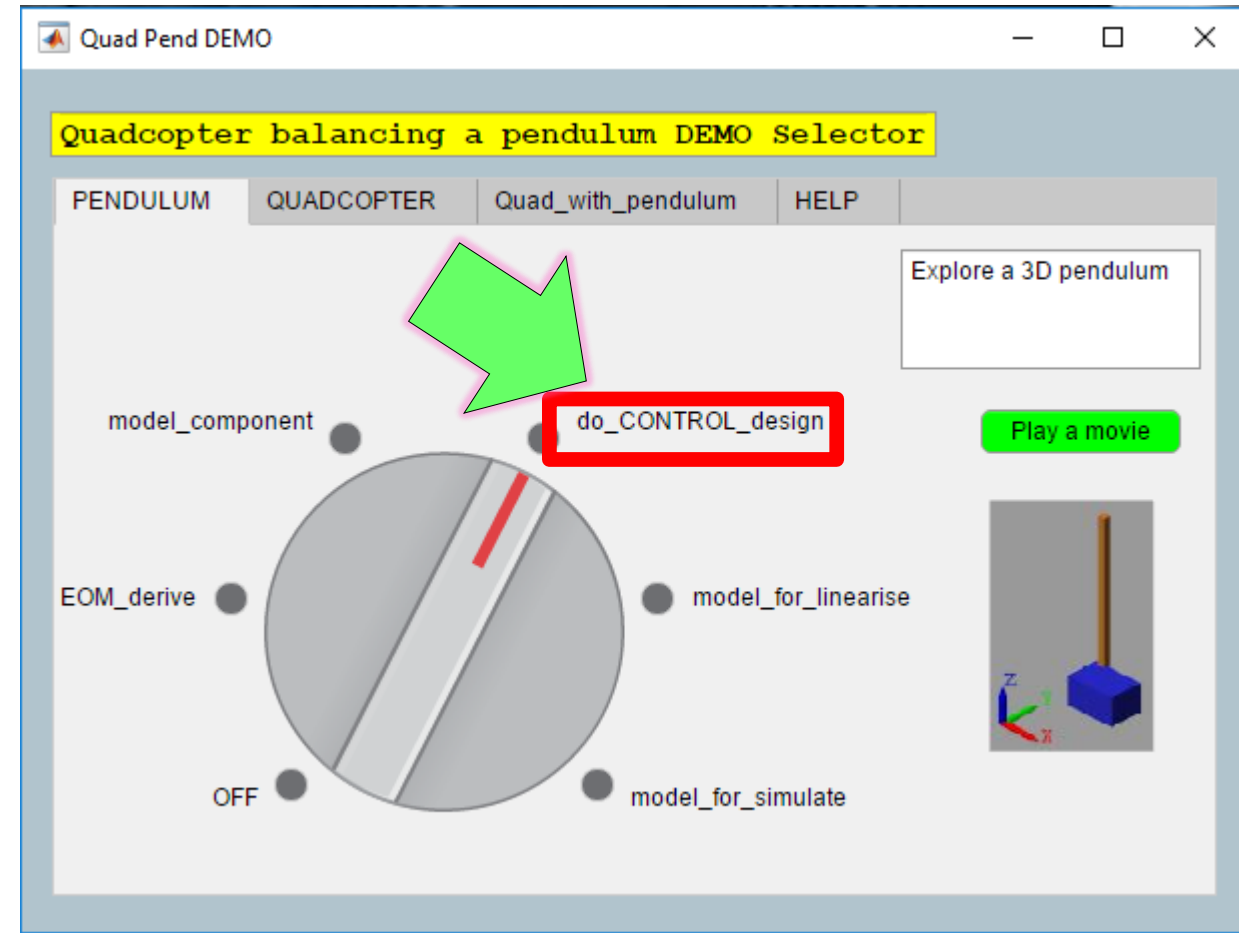 Quad Pend DEMO
Quadcopter balancing a pendulum DEMO Selector
PENDULUM QUADCOPTER Quad_with_pendulum HELP
Explore a 3D pendulum
model_component do_CONTROL_design Play a movie
EOM_derive model_for_linearise
Z Y X
OFF model_for_simulate